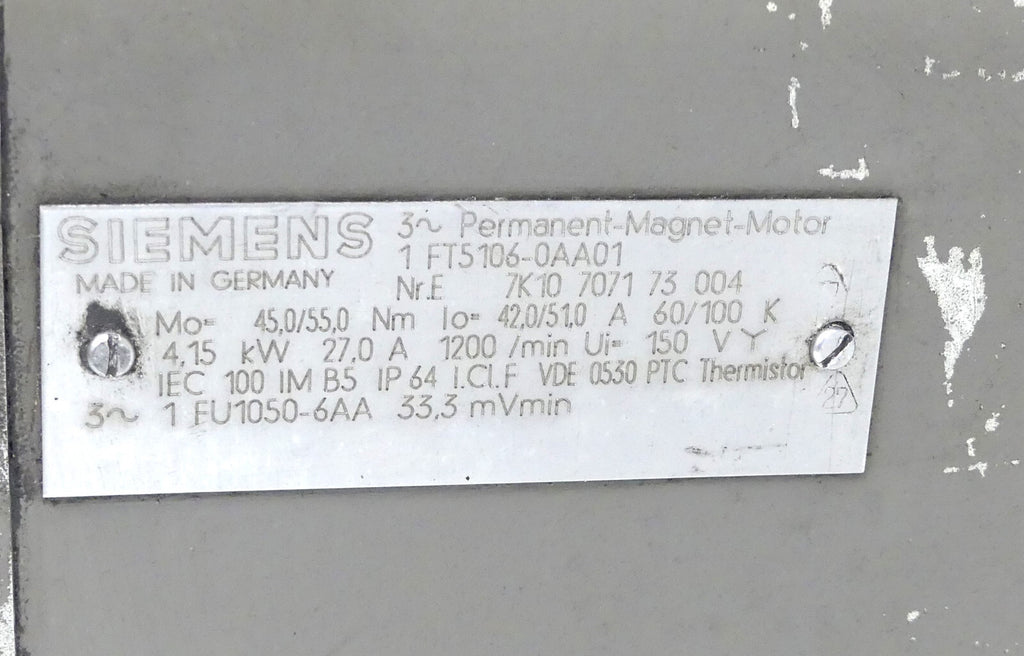 SIEMENS 3~ Permanent-Magnet-Motor
1 FT5106-0AA01
MADE IN GERMANY Nr.E 7K10 7071 73 004
Mo= 45,0/55,0 Nm Io= 42,0/51,0 A 60/100 K
4,15 kW 27,0 A 1200 /min Ui= 150 V Y
IEC 100 IM B5 IP 64 I.Cl.F VDE 0530 PTC Thermistor
3~ 1 FU1050-6AA 33,3 mVmin
27